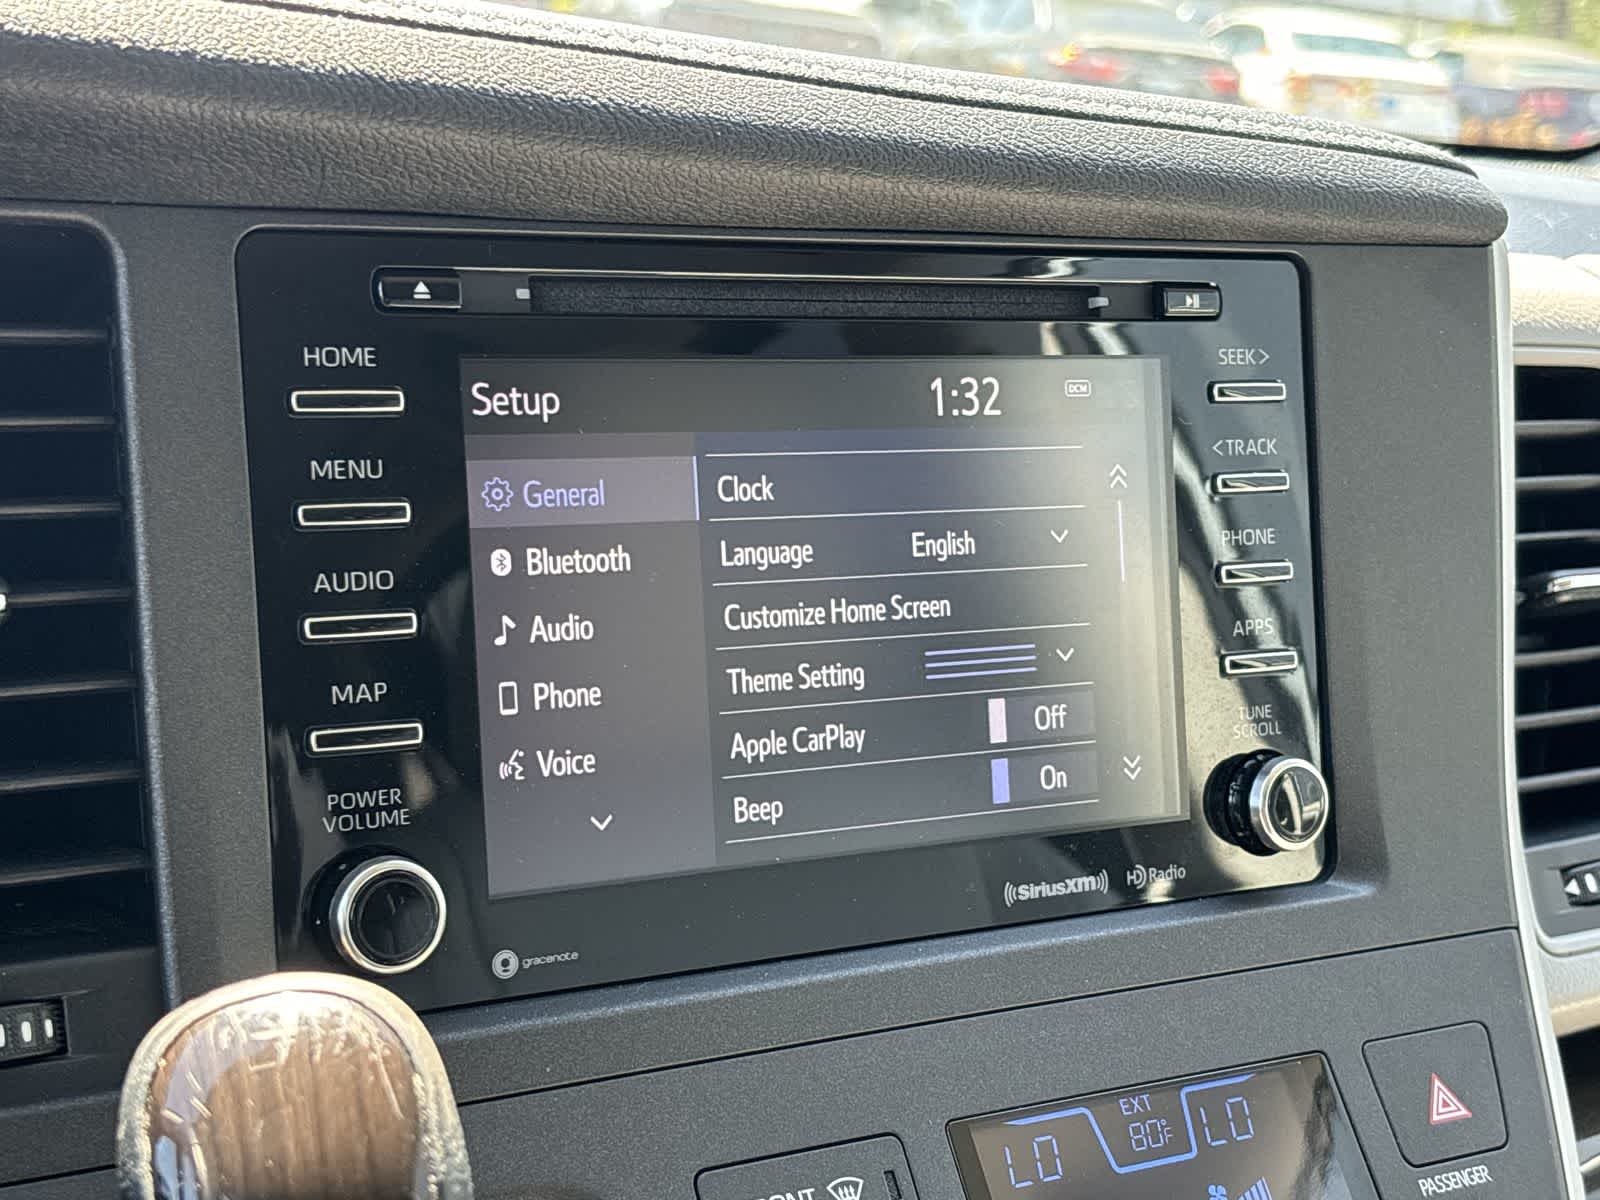 HOME
MENU
AUDIO
MAP
POWER
VOLUME
Setup
1:32
DCM
General
Bluetooth
Audio
Phone
Voice
Clock
Language English
Customize Home Screen
Theme Setting
Apple CarPlay Off
Beep On
SEEK>
<TRACK
PHONE
APPS
TUNE
SCROLL
gracenote
((SiriusXM))
HD Radio
LO
EXT
80°F
LO
FRONT
PASSENGER